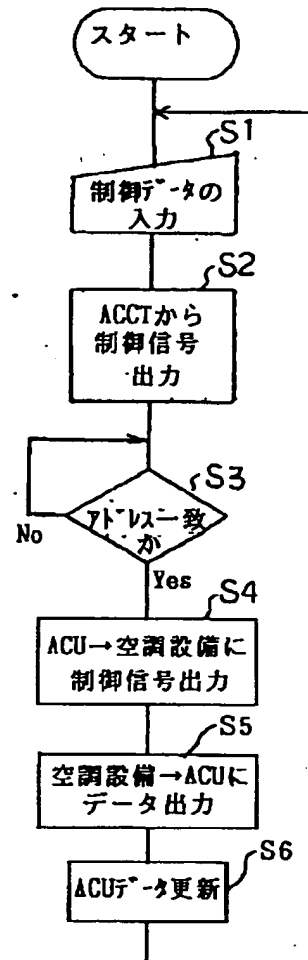 スタート
S1
制御データの
入力
S2
ACCTから
制御信号
出力
S3
アドレス一致
か
No
Yes
S4
ACU→空調設備に
制御信号出力
S5
空調設備→ACUに
データ出力
S6
ACUデータ更新